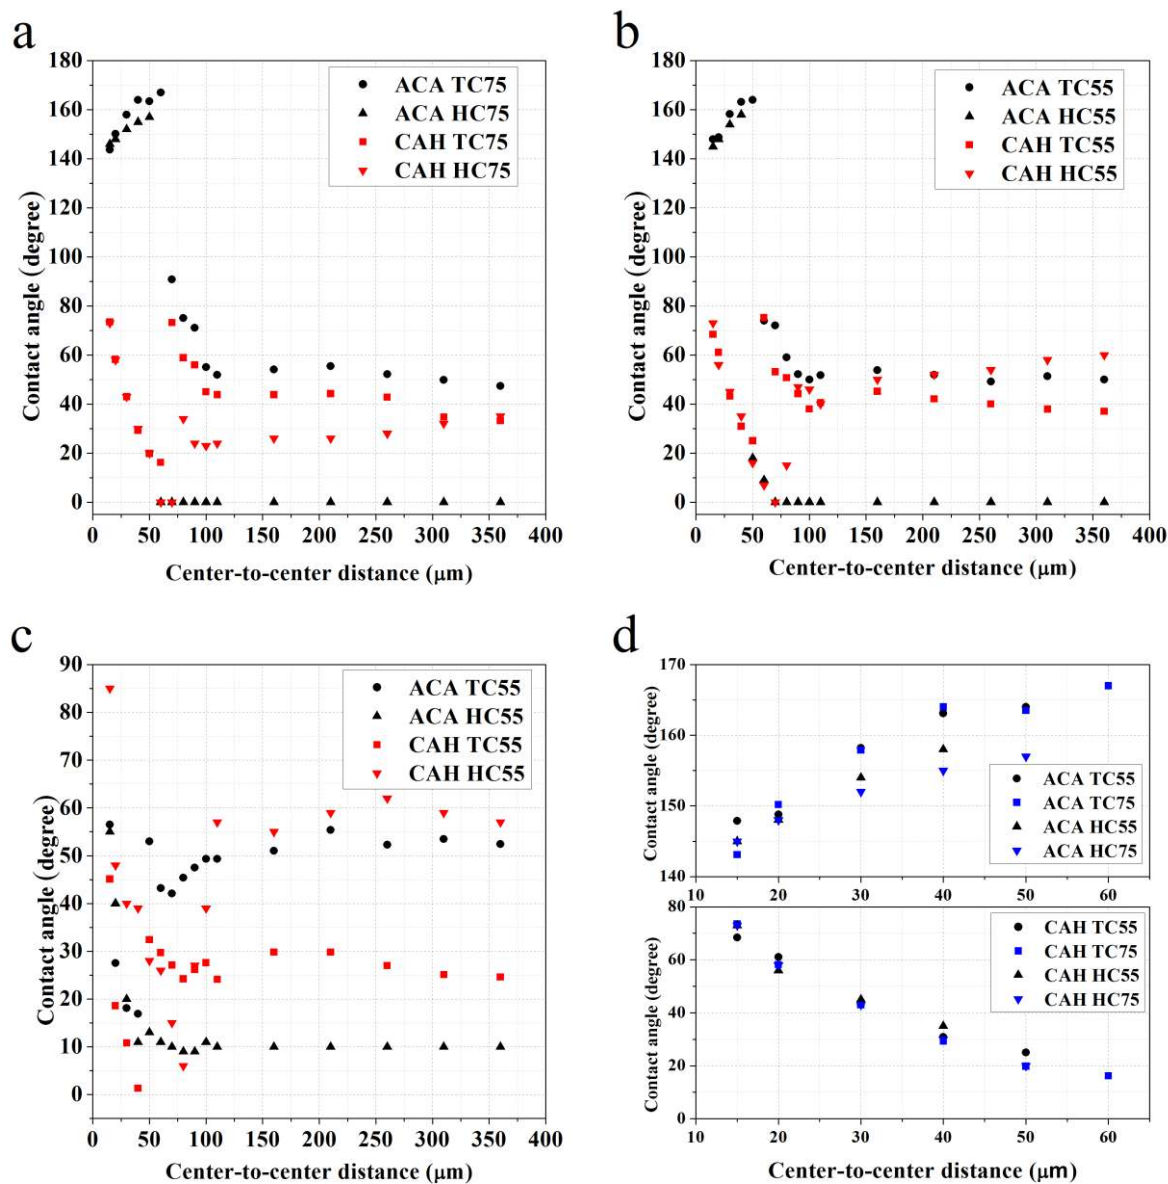 a
180
160
140
120
100
80
60
40
20
0
Contact angle (degree)
ACA TC75
ACA HC75
CAH TC75
CAH HC75
0 50 100 150 200 250 300 350 400
Center-to-center distance (μm)
b
180
160
140
120
100
80
60
40
20
0
Contact angle (degree)
ACA TC55
ACA HC55
CAH TC55
CAH HC55
0 50 100 150 200 250 300 350 400
Center-to-center distance (μm)
c
90
80
70
60
50
40
30
20
10
0
Contact angle (degree)
ACA TC55
ACA HC55
CAH TC55
CAH HC55
0 50 100 150 200 250 300 350 400
Center-to-center distance (μm)
d
170
160
150
140
Contact angle (degree)
ACA TC55
ACA TC75
ACA HC55
ACA HC75
10 20 30 40 50 60
80
60
40
20
0
Contact angle (degree)
CAH TC55
CAH TC75
CAH HC55
CAH HC75
10 20 30 40 50 60
Center-to-center distance (μm)